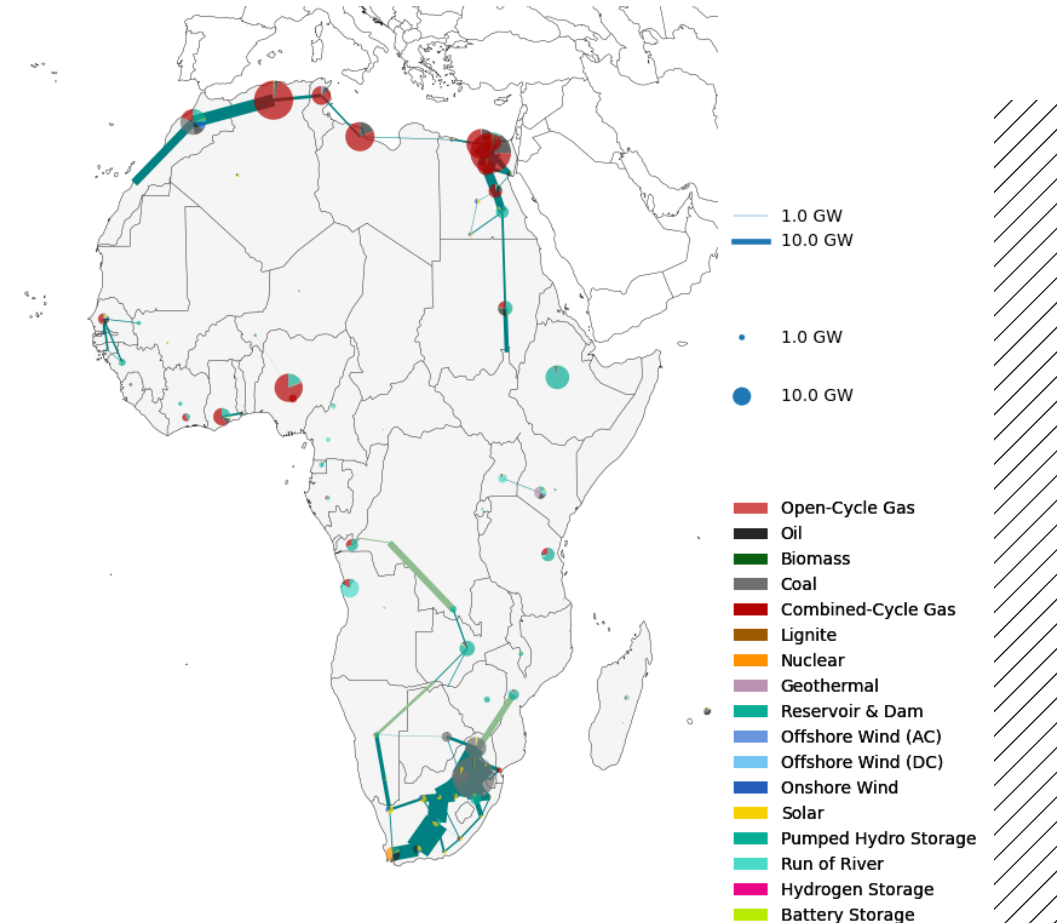 1.0 GW
10.0 GW
1.0 GW
10.0 GW
Open-Cycle Gas
Oil
Biomass
Coal
Combined-Cycle Gas
Lignite
Nuclear
Geothermal
Reservoir & Dam
Offshore Wind (AC)
Offshore Wind (DC)
Onshore Wind
Solar
Pumped Hydro Storage
Run of River
Hydrogen Storage
Battery Storage